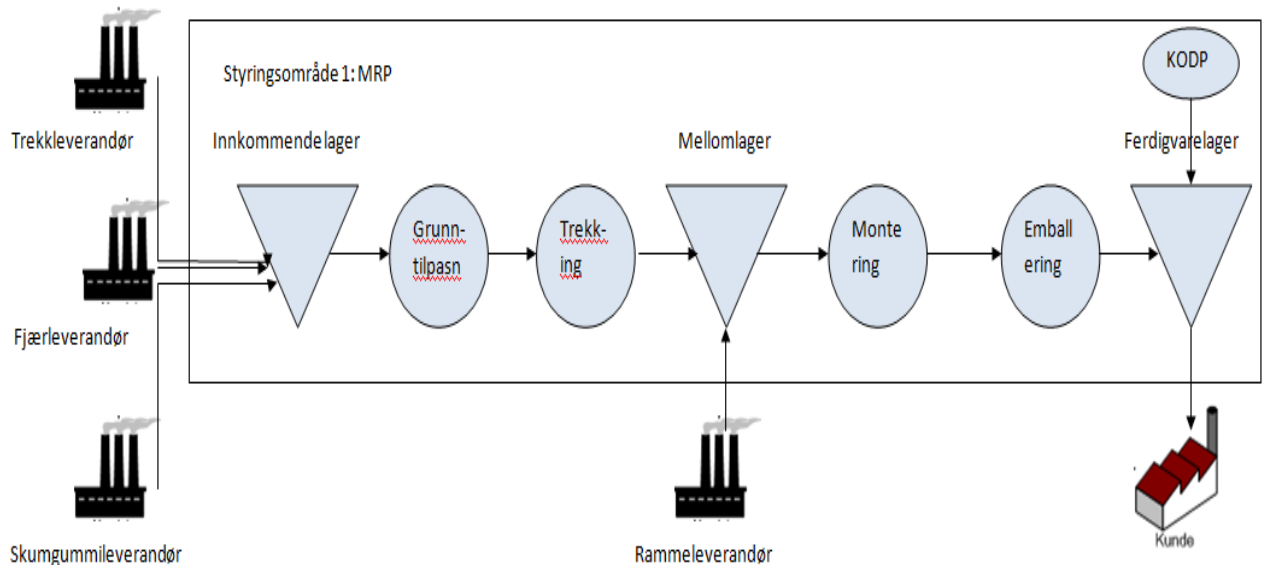 KODP
Styringsområde 1: MRP
Trekkleverandør
Innkommendelager
Mellomlager
Ferdigvarelager
Grunn-
tilpasn
Trekk-
ing
Monte
ring
Emball
ering
Fjærleverandør
Skumgummileverandør
Rammeleverandør
Kunde